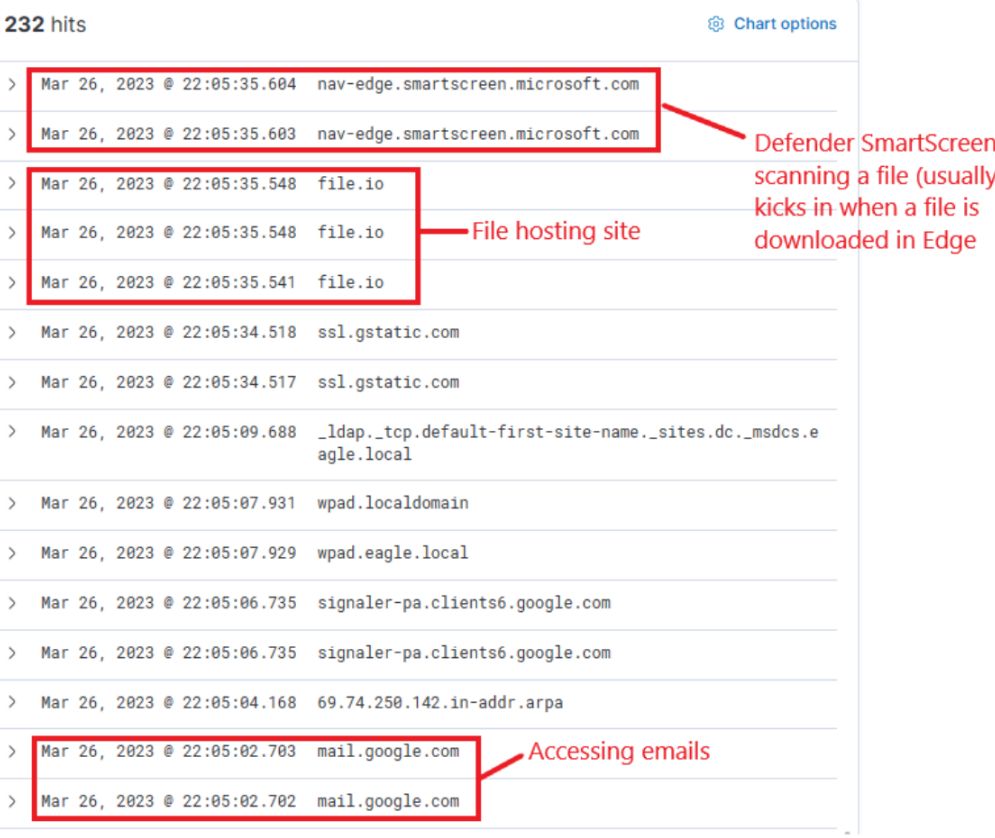 232 hits
Chart options
> Mar 26, 2023 @ 22:05:35.604 nav-edge.smartscreen.microsoft.com
> Mar 26, 2023 @ 22:05:35.603 nav-edge.smartscreen.microsoft.com
Defender SmartScreen
scanning a file (usually
kicks in when a file is
downloaded in Edge
> Mar 26, 2023 @ 22:05:35.548 file.io
> Mar 26, 2023 @ 22:05:35.548 file.io
File hosting site
> Mar 26, 2023 @ 22:05:35.541 file.io
> Mar 26, 2023 @ 22:05:34.518 ssl.gstatic.com
> Mar 26, 2023 @ 22:05:34.517 ssl.gstatic.com
> Mar 26, 2023 @ 22:05:09.688 _ldap._tcp.default-first-site-name._sites.dc._msdcs.e
agle.local
> Mar 26, 2023 @ 22:05:07.931 wpad.localdomain
> Mar 26, 2023 @ 22:05:07.929 wpad.eagle.local
> Mar 26, 2023 @ 22:05:06.735 signaler-pa.clients6.google.com
> Mar 26, 2023 @ 22:05:06.735 signaler-pa.clients6.google.com
> Mar 26, 2023 @ 22:05:04.168 69.74.250.142.in-addr.arpa
> Mar 26, 2023 @ 22:05:02.703 mail.google.com
Accessing emails
> Mar 26, 2023 @ 22:05:02.702 mail.google.com